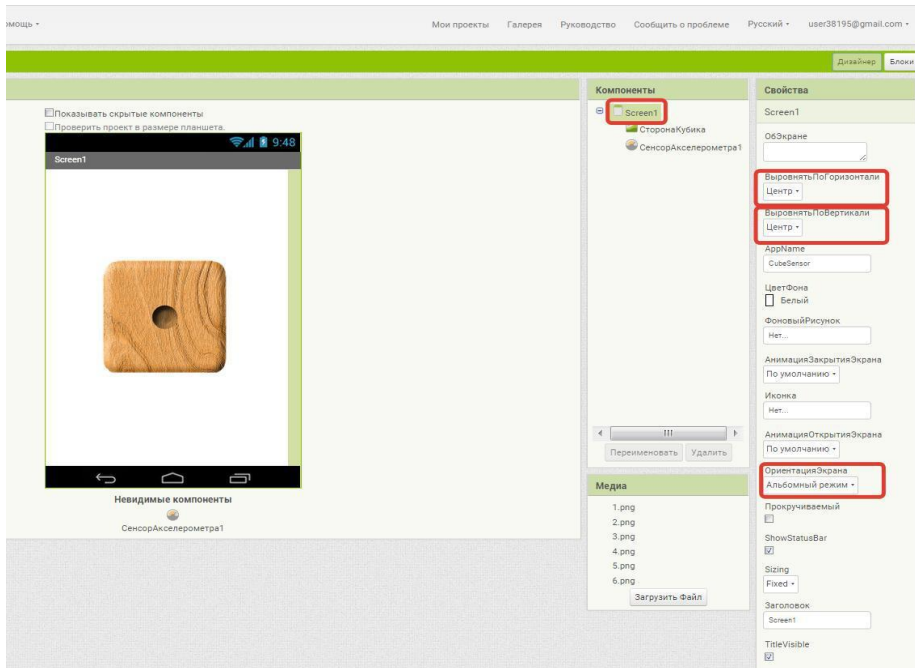 омощь
Мои проекты Галерея Руководство Сообщить о проблеме Русский user38195@gmail.com
Дизайнер Блоки
Показывать скрытые компоненты
Проверить проект в размере планшета.
9:48
Screen1
Невидимые компоненты
СенсорАкселерометра1
Компоненты
Screen1
СторонаКубика
СенсорАкселерометра1
Переименовать Удалить
Медиа
1.png
2.png
3.png
4.png
5.png
6.png
Загрузить Файл
Свойства
Screen1
ОбЭкране
ВыровнятьПоГоризонтали
Центр
ВыровнятьПоВертикали
Центр
AppName
CubeSensor
ЦветФона
Белый
ФоновыйРисунок
Нет...
АнимацияЗакрытияЭкрана
По умолчанию
Иконка
Нет...
АнимацияОткрытияЭкрана
По умолчанию
ОриентацияЭкрана
Альбомный режим
Прокручиваемый
ShowStatusBar
Sizing
Fixed
Заголовок
Screen1
TitleVisible